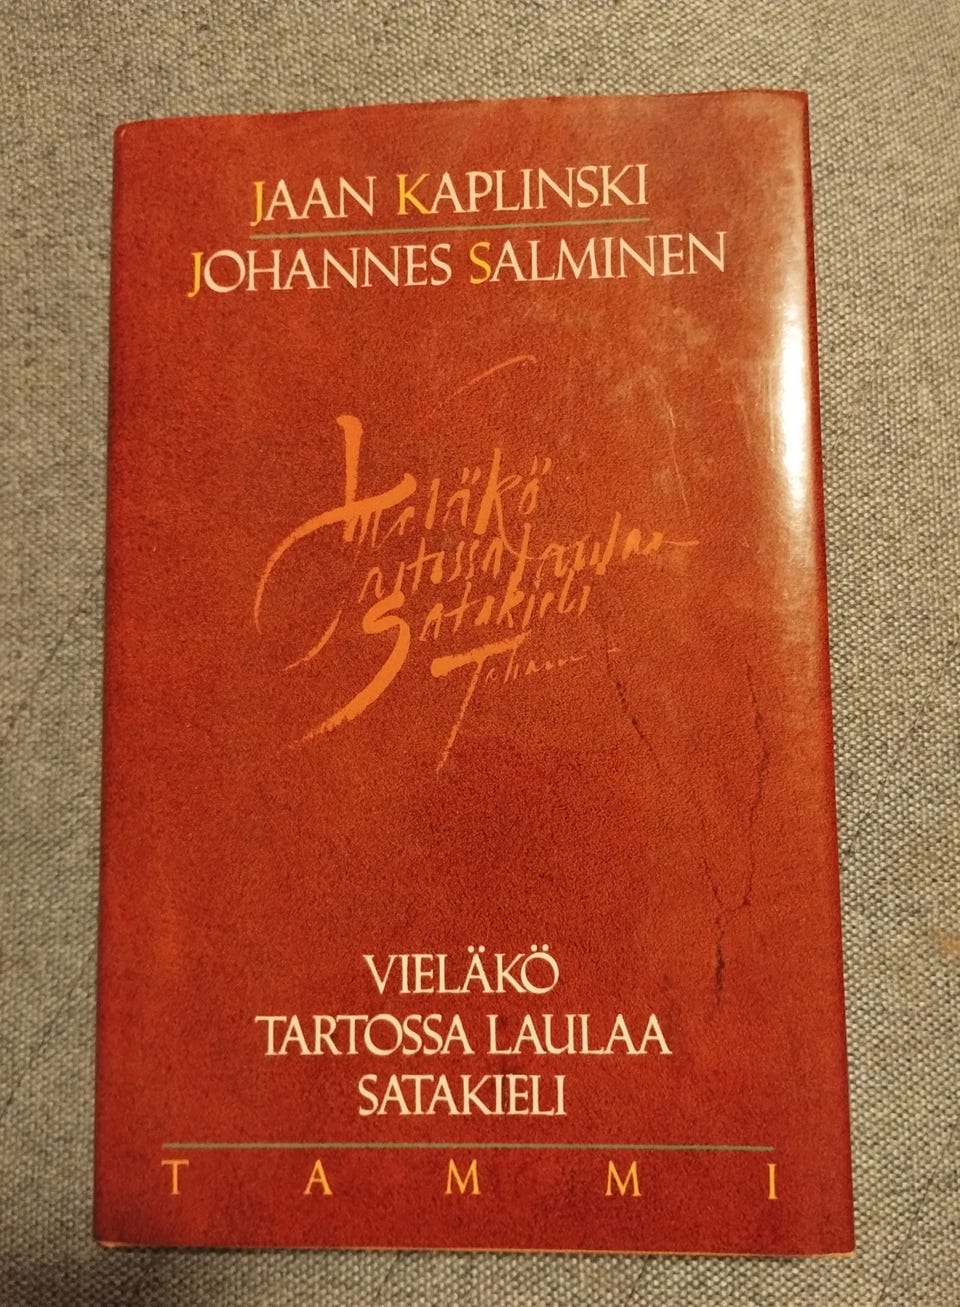 JAAN KAPLINSKI
JOHANNES SALMINEN
Vieläkö
Tartossa laulaa
Satakieli
VIELÄKÖ
TARTOSSA LAULAA
SATAKIELI
TAMMI